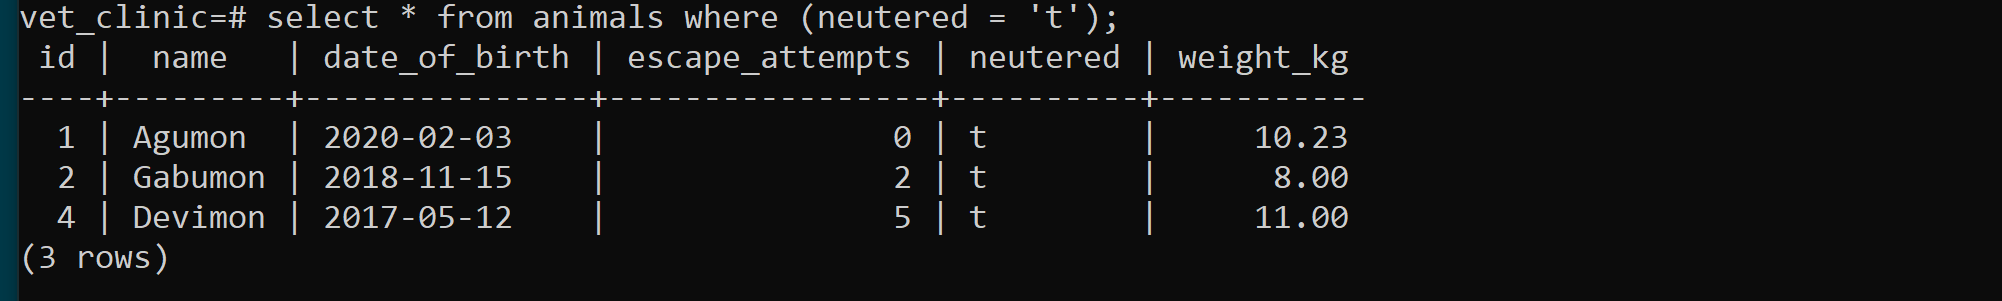 vet_clinic=# select * from animals where (neutered = 't');
 id |  name   | date_of_birth | escape_attempts | neutered | weight_kg
----+---------+---------------+-----------------+----------+-----------
  1 | Agumon  | 2020-02-03    |               0 | t        |     10.23
  2 | Gabumon | 2018-11-15    |               2 | t        |      8.00
  4 | Devimon | 2017-05-12    |               5 | t        |     11.00
(3 rows)